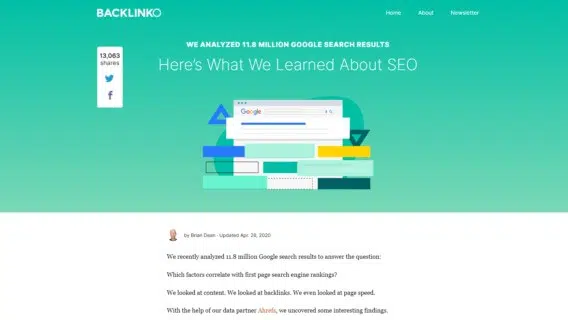 BACKLINKO
Home
About
Newsletter
13,063
shares
WE ANALYZED 11.8 MILLION GOOGLE SEARCH RESULTS
Here's What We Learned About SEO
Google
by Brian Dean · Updated Apr. 28, 2020
We recently analyzed 11.8 million Google search results to answer the question:
Which factors correlate with first page search engine rankings?
We looked at content. We looked at backlinks. We even looked at page speed.
With the help of our data partner Ahrefs, we uncovered some interesting findings.